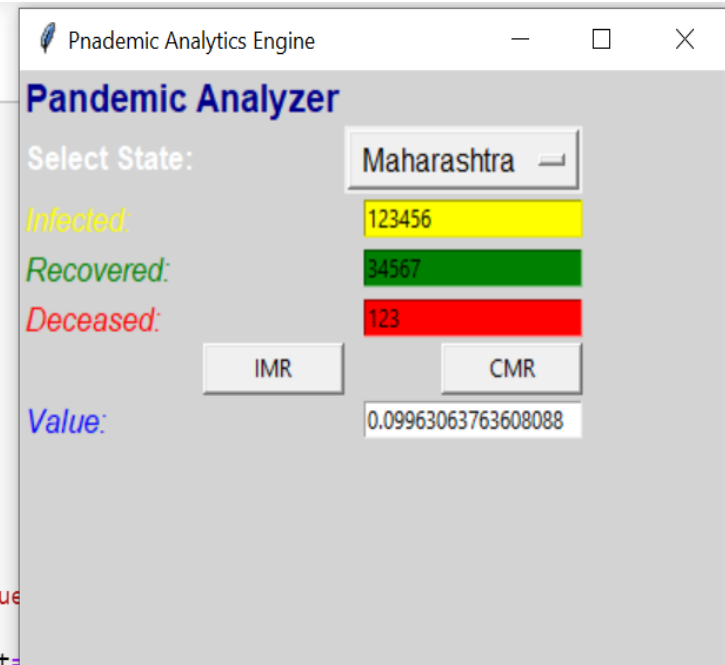 Pnademic Analytics Engine
Pandemic Analyzer
Select State: Maharashtra
Infected: 123456
Recovered: 34567
Deceased: 123
IMR CMR
Value: 0.09963063763608088
ue
t=